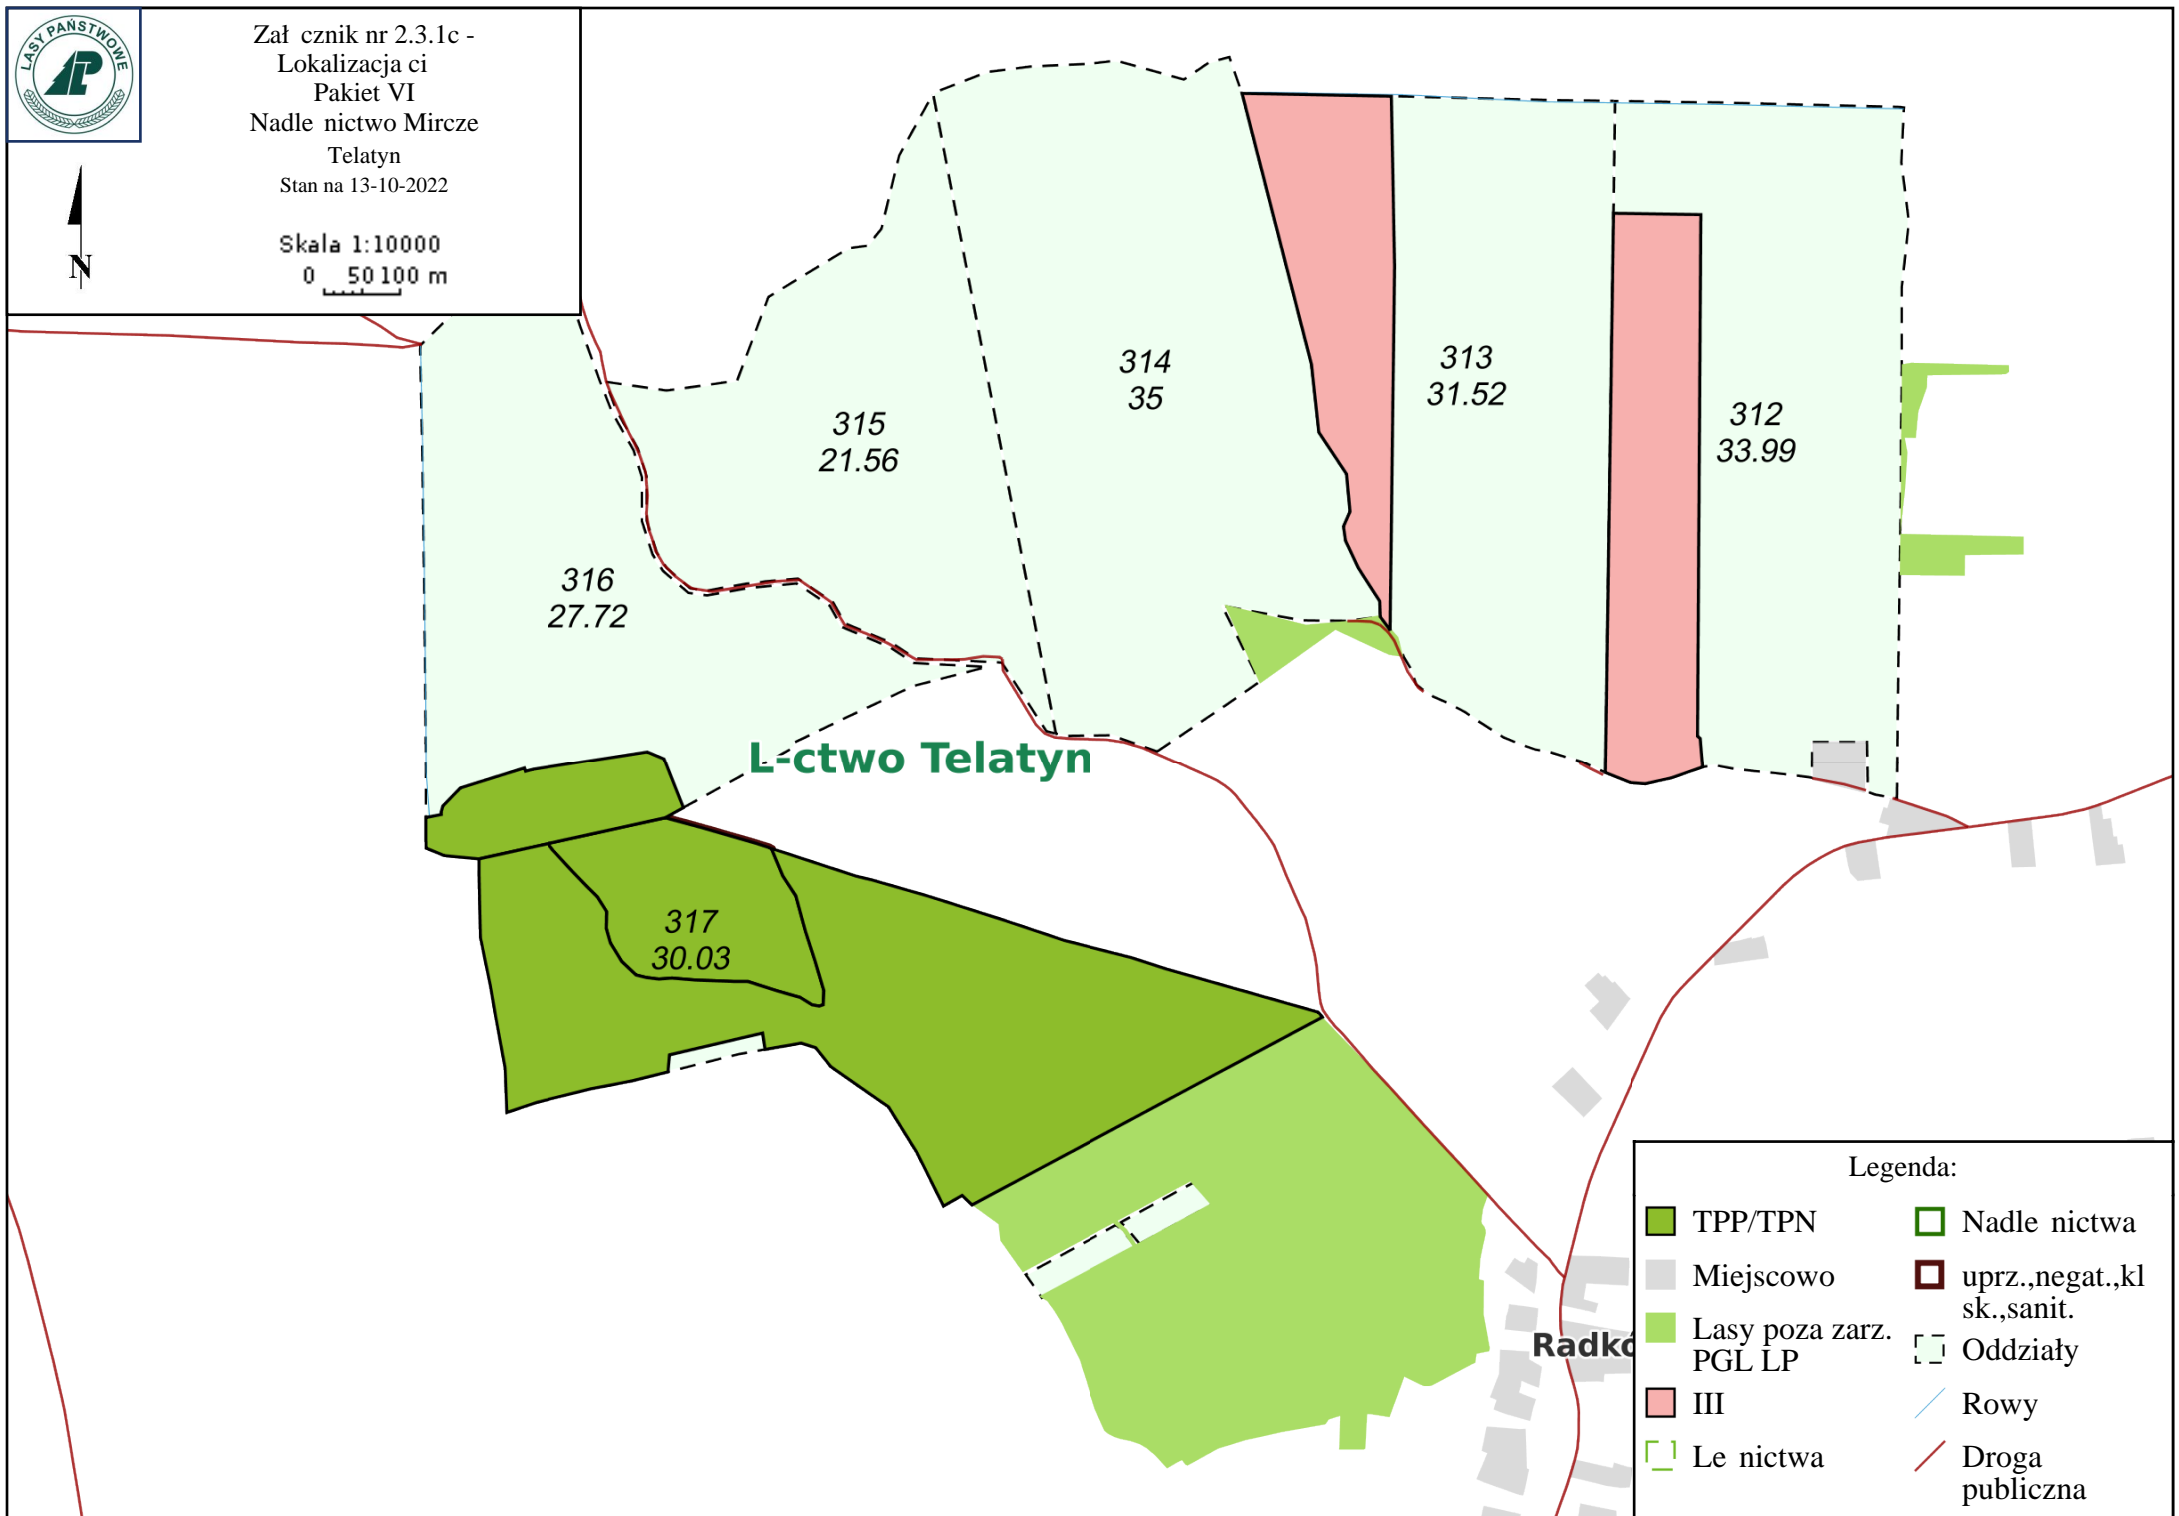 LASY PAŃSTWOWE
LP
Zał cznik nr 2.3.1c -
Lokalizacja ci
Pakiet VI
Nadle nictwo Mircze
Telatyn
Stan na 13-10-2022
Skala 1:10000
0 50 100 m
N
314
35
313
31.52
312
33.99
315
21.56
316
27.72
L-ctwo Telatyn
317
30.03
Radkó
Legenda:
TPP/TPN
Miejscowo
Lasy poza zarz.
PGL LP
III
Le nictwa
Nadle nictwa
uprz.,negat.,kl
sk.,sanit.
Oddziały
Rowy
Droga
publiczna